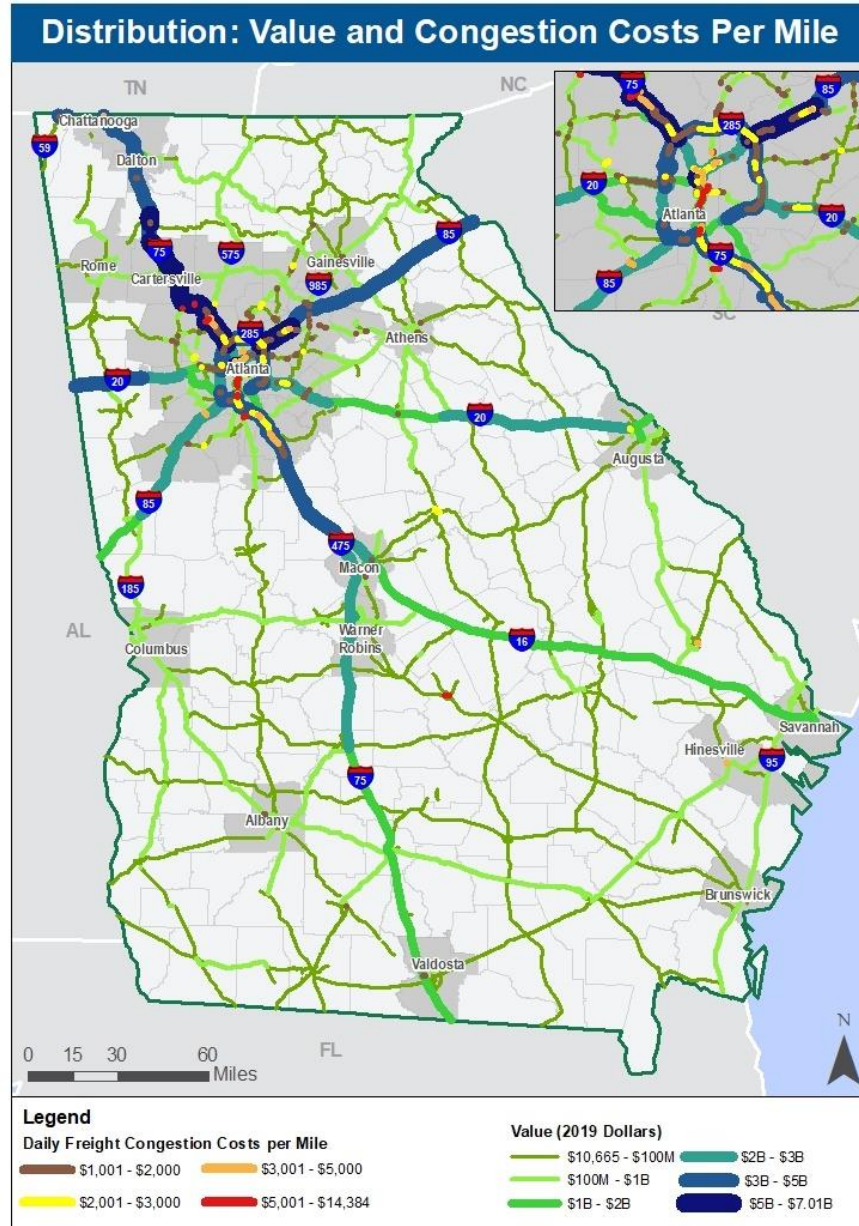 Distribution: Value and Congestion Costs Per Mile
TN
NC
75
85
285
20
Atlanta
20
75
85
SC
Chattanooga
59
Dalton
75
575
85
Rome
Gainesville
Cartersville
985
285
Athens
Atlanta
20
20
Augusta
85
475
Macon
185
AL
Columbus
Warner
Robins
16
Savannah
Hinesville
95
75
Albany
Brunswick
Valdosta
N
FL
0 15 30 60
Miles
Legend
Daily Freight Congestion Costs per Mile
$1,001 - $2,000
$3,001 - $5,000
$2,001 - $3,000
$5,001 - $14,384
Value (2019 Dollars)
$10,665 - $100M
$2B - $3B
$100M - $1B
$3B - $5B
$1B - $2B
$5B - $7.01B